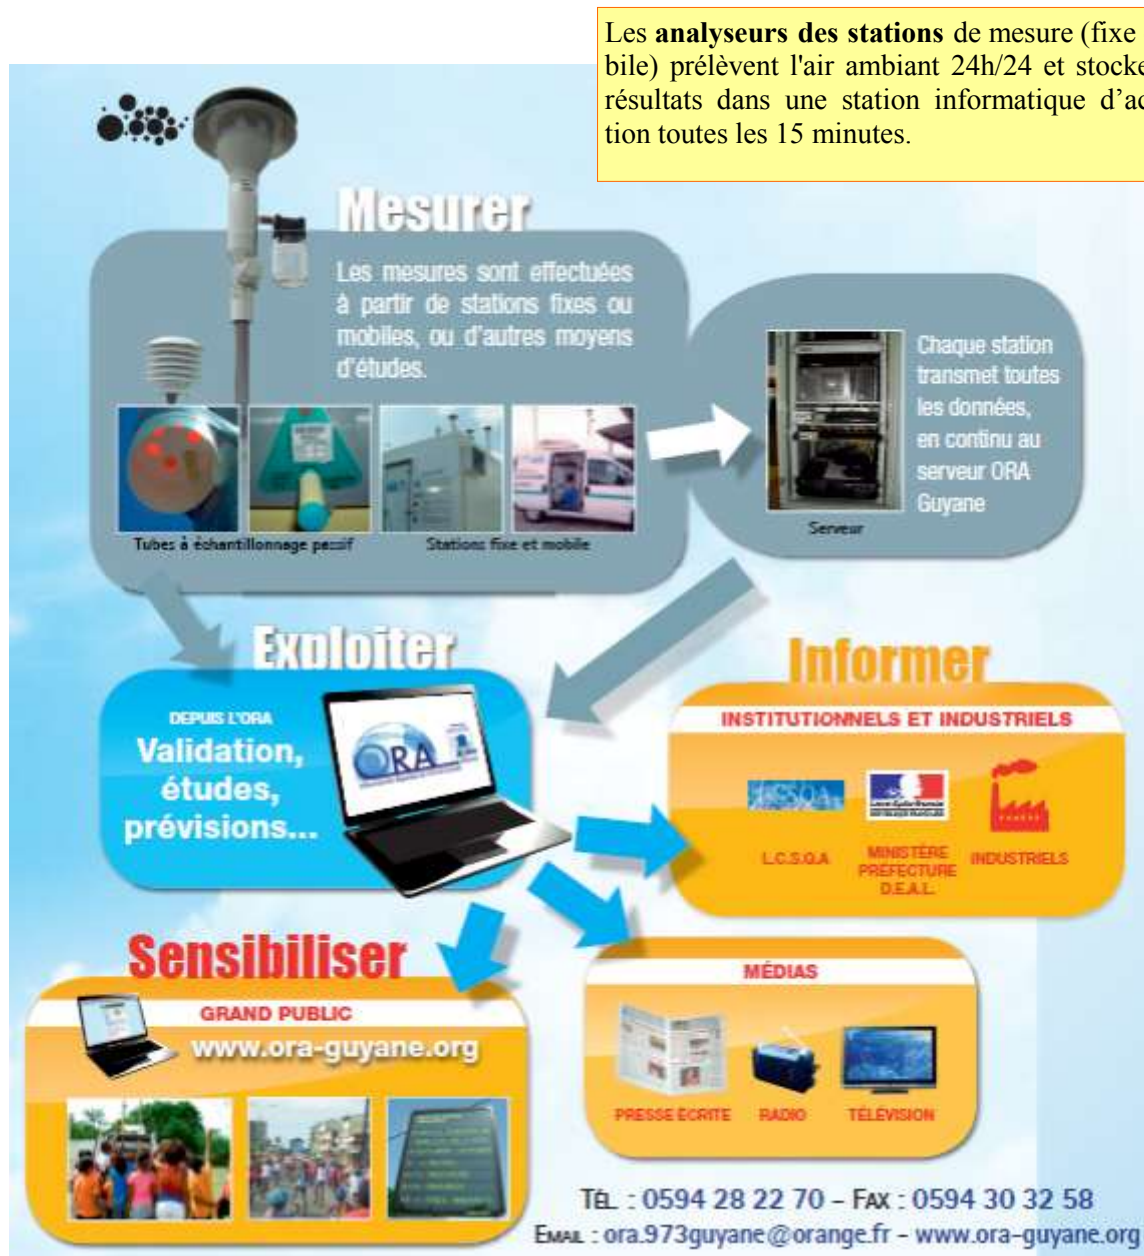 Les analyseurs des stations de mesure (fixe
bile) prélèvent l'air ambiant 24h/24 et stocke
résultats dans une station informatique d’ac
tion toutes les 15 minutes.
Mesurer
Les mesures sont effectuées
à partir de stations fixes ou
mobiles, ou d'autres moyens
d'études.
Tubes à échantillonnage passif
Stations fixe et mobile
Chaque station
transmet toutes
les données,
en continu au
serveur ORA
Guyane
Serveur
Exploiter
DEPUIS L'ORA
Validation,
études,
prévisions...
ORA
Informer
INSTITUTIONNELS ET INDUSTRIELS
L.C.S.Q.A
MINISTÈRE
PRÉFECTURE
D.E.A.L.
INDUSTRIELS
Sensibiliser
GRAND PUBLIC
www.ora-guyane.org
MÉDIAS
PRESSE ÉCRITE
RADIO
TÉLÉVISION
TÉL. : 0594 28 22 70 – FAX : 0594 30 32 58
EMAIL : ora.973guyane@orange.fr – www.ora-guyane.org